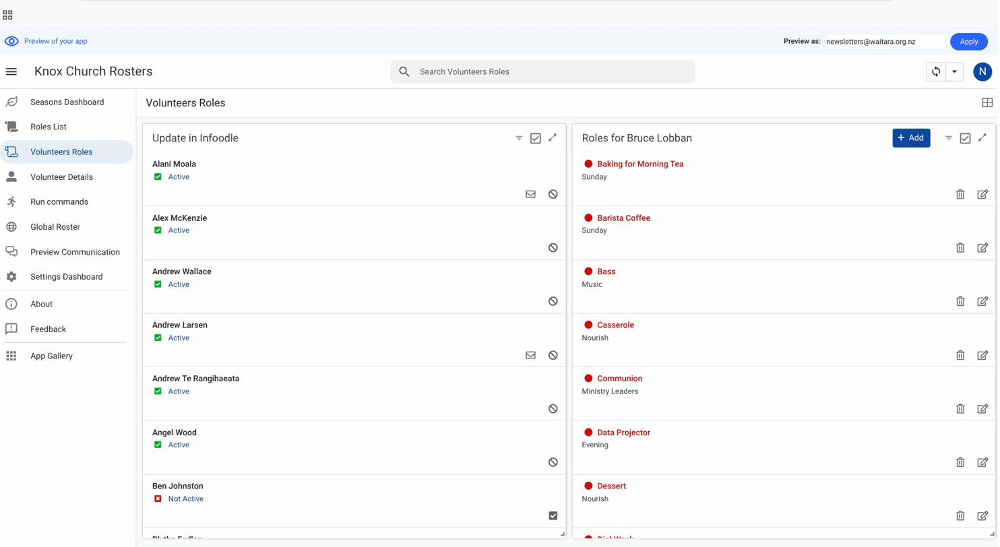 Preview of your app
Preview as: newsletters@waitara.org.nz Apply
Knox Church Rosters
Search Volunteers Roles
N
Seasons Dashboard
Roles List
Volunteers Roles
Volunteer Details
Run commands
Global Roster
Preview Communication
Settings Dashboard
About
Feedback
App Gallery
Volunteers Roles
Update in Infoodle
Alani Moala
Active
Alex McKenzie
Active
Andrew Wallace
Active
Andrew Larsen
Active
Andrew Te Rangihaeata
Active
Angel Wood
Active
Ben Johnston
Not Active
Roles for Bruce Lobban
+ Add
Baking for Morning Tea
Sunday
Barista Coffee
Sunday
Bass
Music
Casserole
Nourish
Communion
Ministry Leaders
Data Projector
Evening
Dessert
Nourish